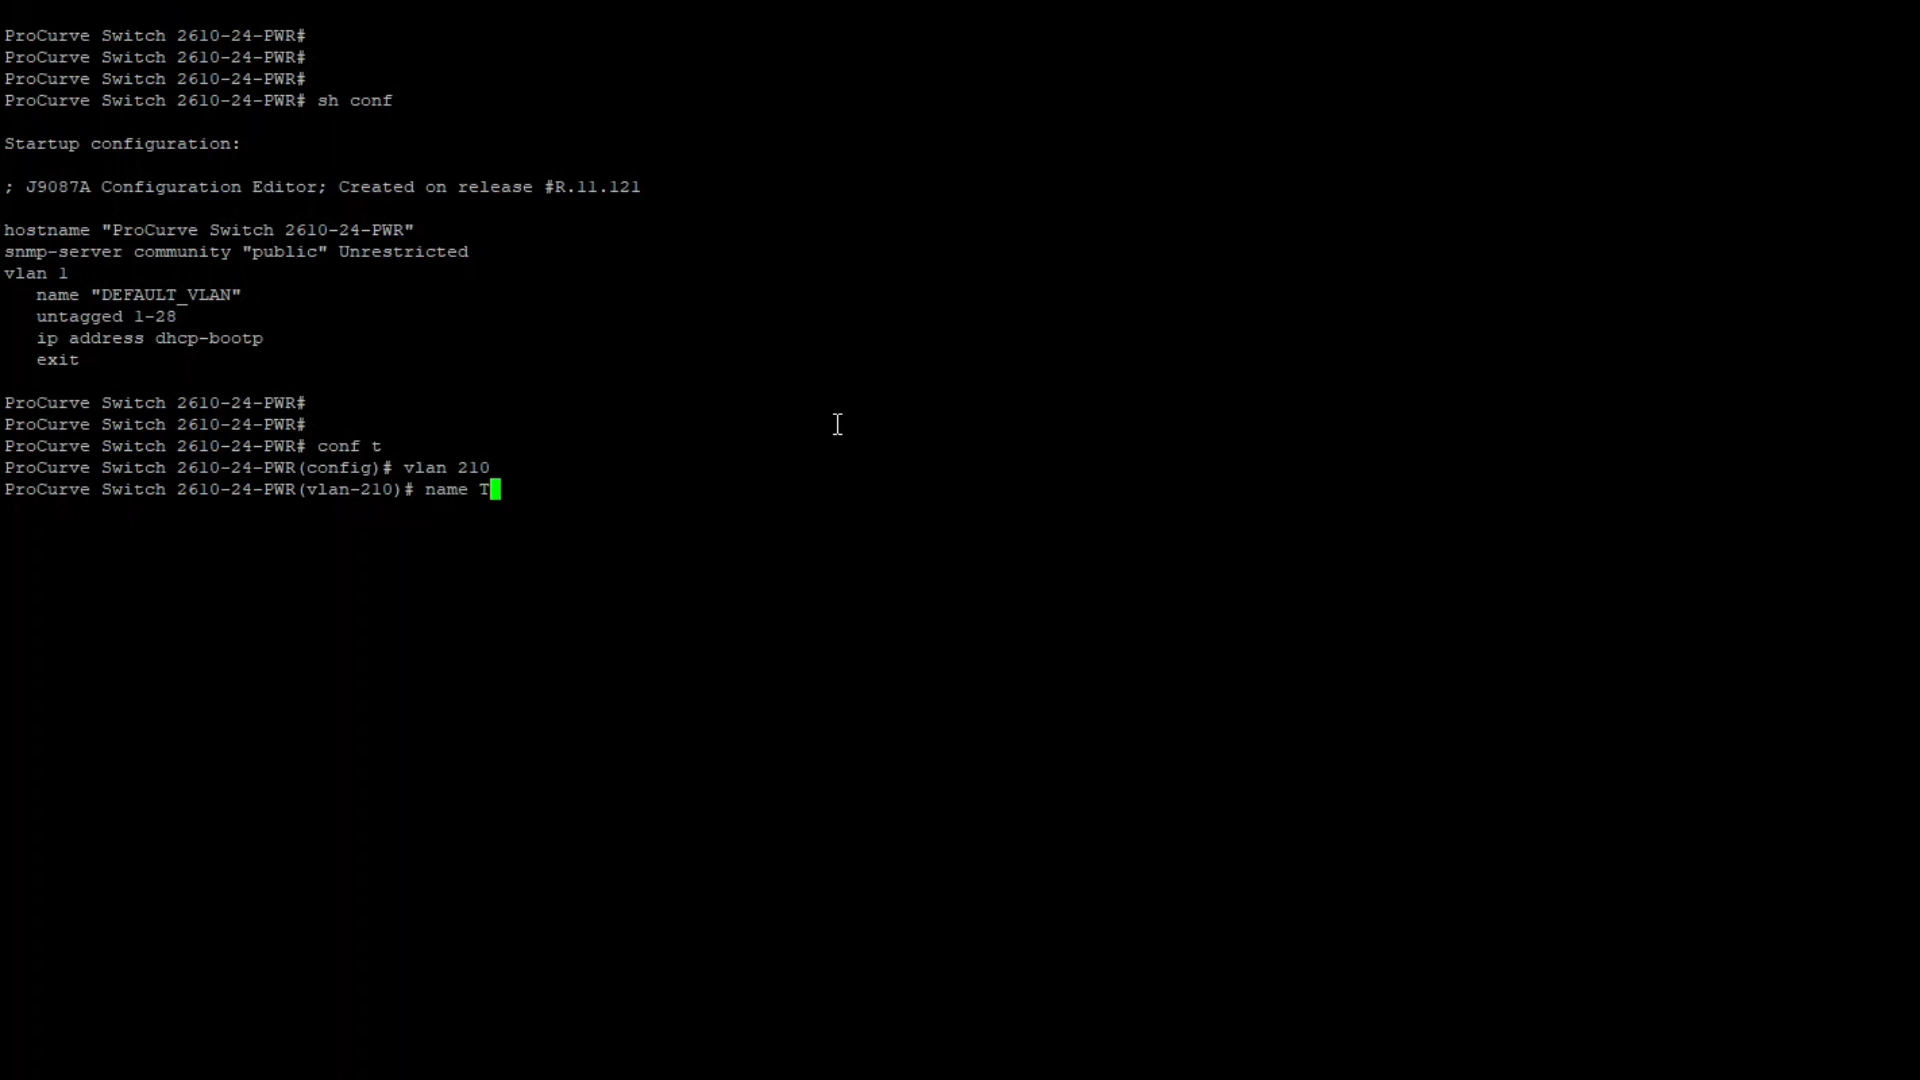 ProCurve Switch 2610-24-PWR#
ProCurve Switch 2610-24-PWR#
ProCurve Switch 2610-24-PWR#
ProCurve Switch 2610-24-PWR# sh conf
Startup configuration:
; J9087A Configuration Editor; Created on release #R.11.121
hostname "ProCurve Switch 2610-24-PWR"
snmp-server community "public" Unrestricted
vlan 1
   name "DEFAULT_VLAN"
   untagged 1-28
   ip address dhcp-bootp
   exit
ProCurve Switch 2610-24-PWR#
ProCurve Switch 2610-24-PWR#
ProCurve Switch 2610-24-PWR# conf t
ProCurve Switch 2610-24-PWR(config)# vlan 210
ProCurve Switch 2610-24-PWR(vlan-210)# name T